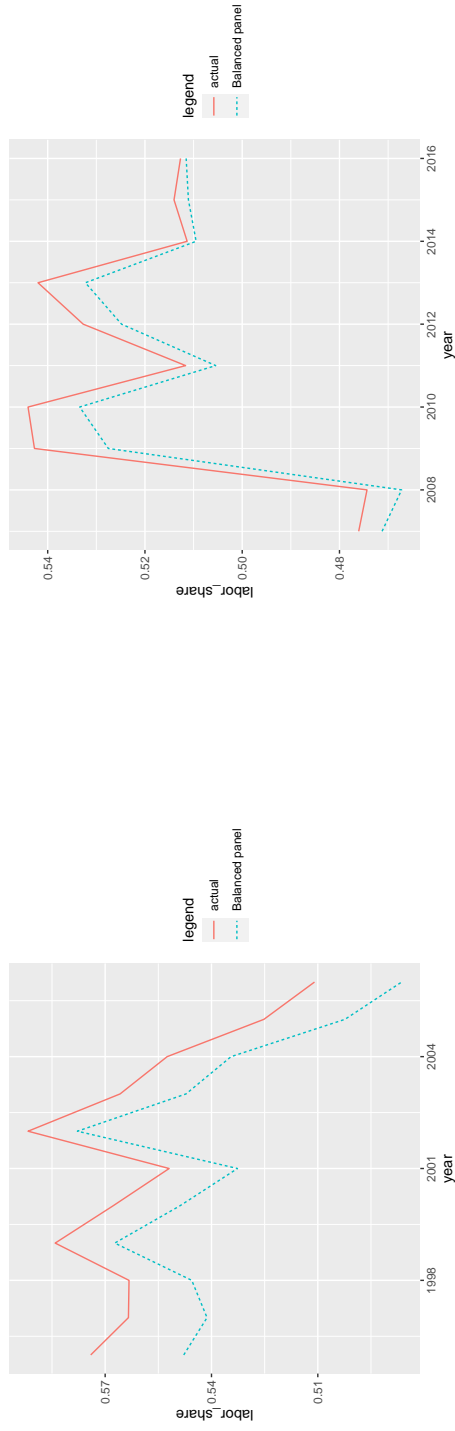 labor_share
0.57
0.54
0.51
1998
2001
2004
year
legend
actual
Balanced panel
labor_share
0.54
0.52
0.50
0.48
2008
2010
2012
2014
2016
year
legend
actual
Balanced panel